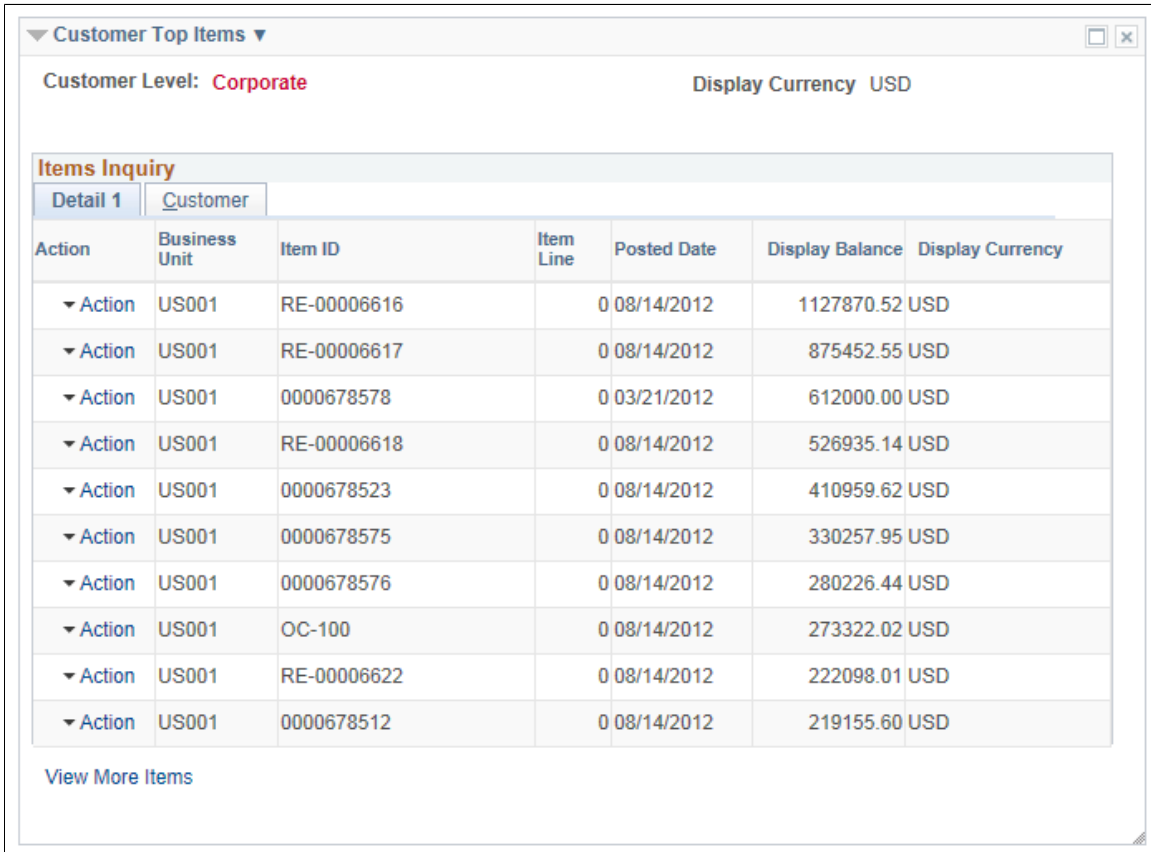 Customer Top Items
Customer Level: Corporate Display Currency USD
Items Inquiry
Detail 1 Customer
Action Business Unit Item ID Item Line Posted Date Display Balance Display Currency
Action US001 RE-00006616 0 08/14/2012 1127870.52 USD
Action US001 RE-00006617 0 08/14/2012 875452.55 USD
Action US001 0000678578 0 03/21/2012 612000.00 USD
Action US001 RE-00006618 0 08/14/2012 526935.14 USD
Action US001 0000678523 0 08/14/2012 410959.62 USD
Action US001 0000678575 0 08/14/2012 330257.95 USD
Action US001 0000678576 0 08/14/2012 280226.44 USD
Action US001 OC-100 0 08/14/2012 273322.02 USD
Action US001 RE-00006622 0 08/14/2012 222098.01 USD
Action US001 0000678512 0 08/14/2012 219155.60 USD
View More Items